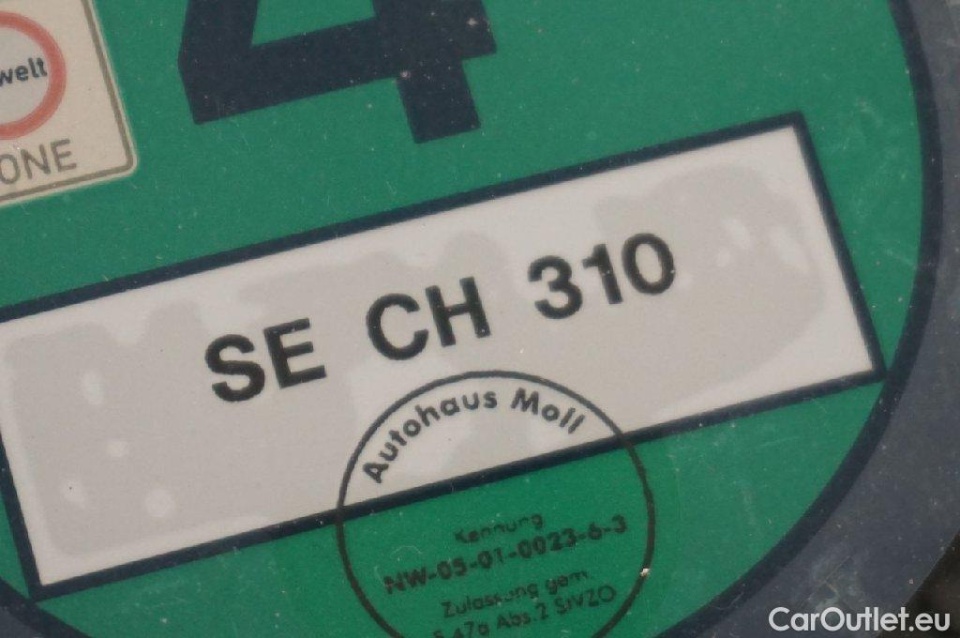 4
welt
ONE
SE CH 310
Autohaus Moll
Kennung
NW-05-01-0023-6-3
Zulassung gem.
§ 47a Abs.2 StVZO
CarOutlet.eu